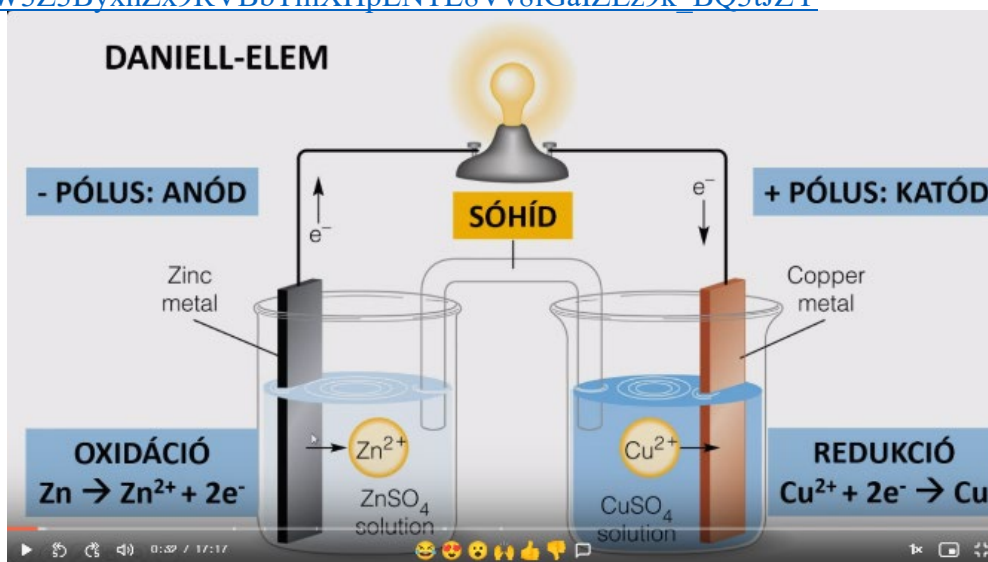 DANIELL-ELEM
- PÓLUS: ANÓD
e⁻
SÓHÍD
e⁻
+ PÓLUS: KATÓD
Zinc
metal
Copper
metal
OXIDÁCIÓ
Zn → Zn²⁺ + 2e⁻
Zn²⁺
ZnSO₄
solution
Cu²⁺
CuSO₄
solution
REDUKCIÓ
Cu²⁺ + 2e⁻ → Cu
0:32 / 17:17
1x